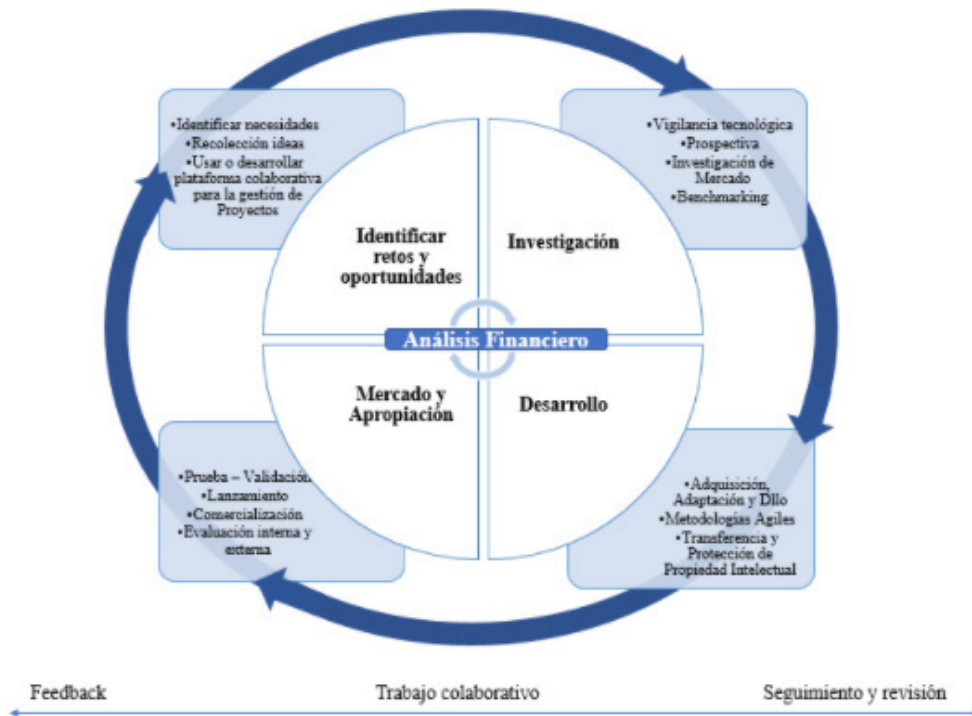 •Identificar necesidades
•Recolección ideas
•Usar o desarrollar
plataforma colaborativa
para la gestión de
Proyectos
•Vigilancia tecnológica
•Prospectiva
•Investigación de
Mercado
•Benchmarking
Identificar
retos y
oportunidades
Investigación
Análisis Financiero
Mercado y
Apropiación
Desarrollo
•Prueba – Validación
•Lanzamiento
•Comercialización
•Evaluación interna y
externa
•Adquisición,
Adaptación y Dllo
•Metodologías Agiles
•Transferencia y
Protección de
Propiedad Intelectual
Feedback
Trabajo colaborativo
Seguimiento y revisión